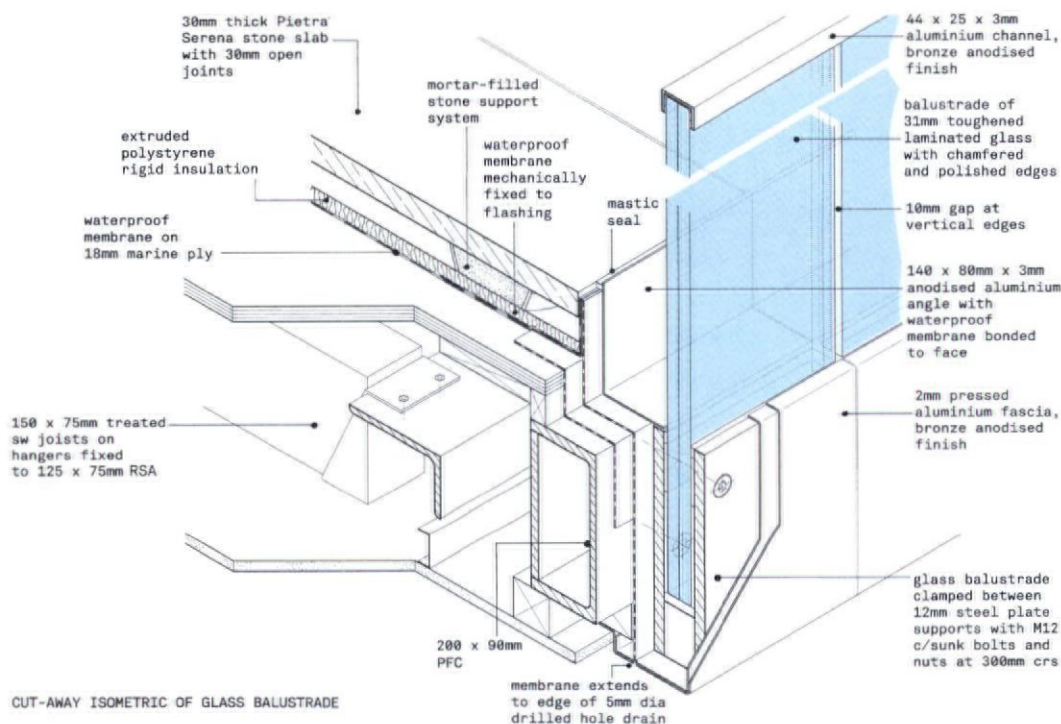 30mm thick Pietra
Serena stone slab
with 30mm open
joints
mortar-filled
stone support
system
extruded
polystyrene
rigid insulation
waterproof
membrane
mechanically
fixed to
flashing
waterproof
membrane on
18mm marine ply
mastic
seal
44 x 25 x 3mm
aluminium channel,
bronze anodised
finish
balustrade of
31mm toughened
laminated glass
with chamfered
and polished edges
10mm gap at
vertical edges
140 x 80mm x 3mm
anodised aluminium
angle with
waterproof
membrane bonded
to face
2mm pressed
aluminium fascia,
bronze anodised
finish
150 x 75mm treated
sw joists on
hangers fixed
to 125 x 75mm RSA
glass balustrade
clamped between
12mm steel plate
supports with M12
c/sunk bolts and
nuts at 300mm crs
200 x 90mm
PFC
membrane extends
to edge of 5mm dia
drilled hole drain
CUT-AWAY ISOMETRIC OF GLASS BALUSTRADE